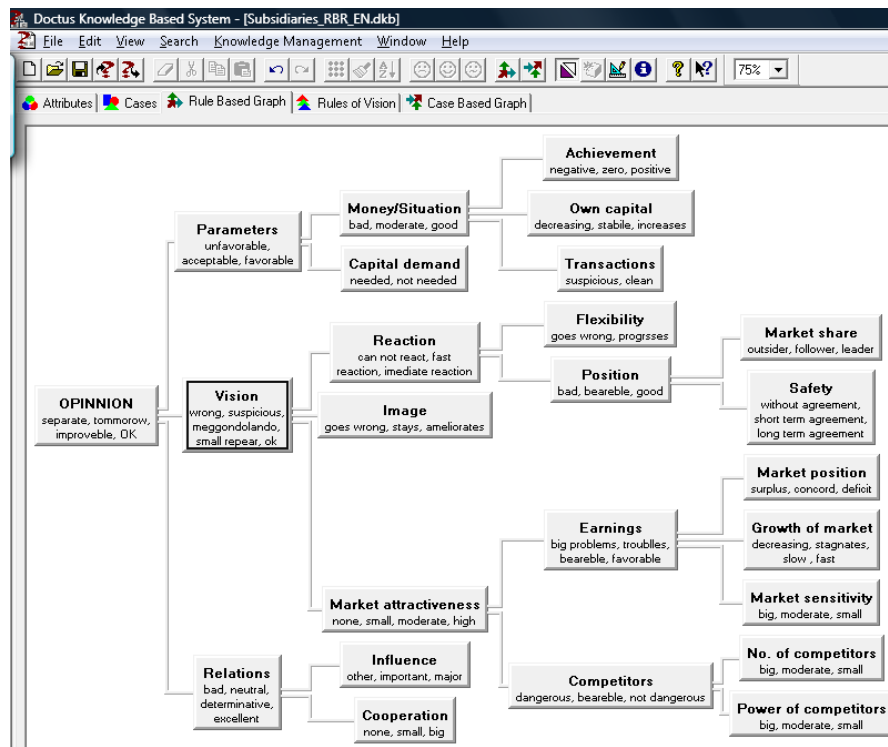 Doctus Knowledge Based System - [Subsidiaries_RBR_EN.dkb]
File Edit View Search Knowledge Management Window Help
75%
Attributes Cases Rule Based Graph Rules of Vision Case Based Graph
OPINNION
separate, tommorow,
improveble, OK
Parameters
unfavorable,
acceptable, favorable
Money/Situation
bad, moderate, good
Achievement
negative, zero, positive
Own capital
decreasing, stabile, increases
Transactions
suspicious, clean
Capital demand
needed, not needed
Vision
wrong, suspicious,
meggondolando,
small repear, ok
Reaction
can not react, fast
reaction, imediate reaction
Flexibility
goes wrong, progrsses
Position
bad, beareble, good
Market share
outsider, follower, leader
Safety
without agreement,
short term agreement,
long term agreement
Image
goes wrong, stays, ameliorates
Market attractiveness
none, small, moderate, high
Earnings
big problems, troublles,
beareble, favorable
Market position
surplus, concord, deficit
Growth of market
decreasing, stagnates,
slow , fast
Market sensitivity
big, moderate, small
Competitors
dangerous, beareble, not dangerous
No. of competitors
big, moderate, small
Power of competitors
big, moderate, small
Relations
bad, neutral,
determinative,
excellent
Influence
other, important, major
Cooperation
none, small, big